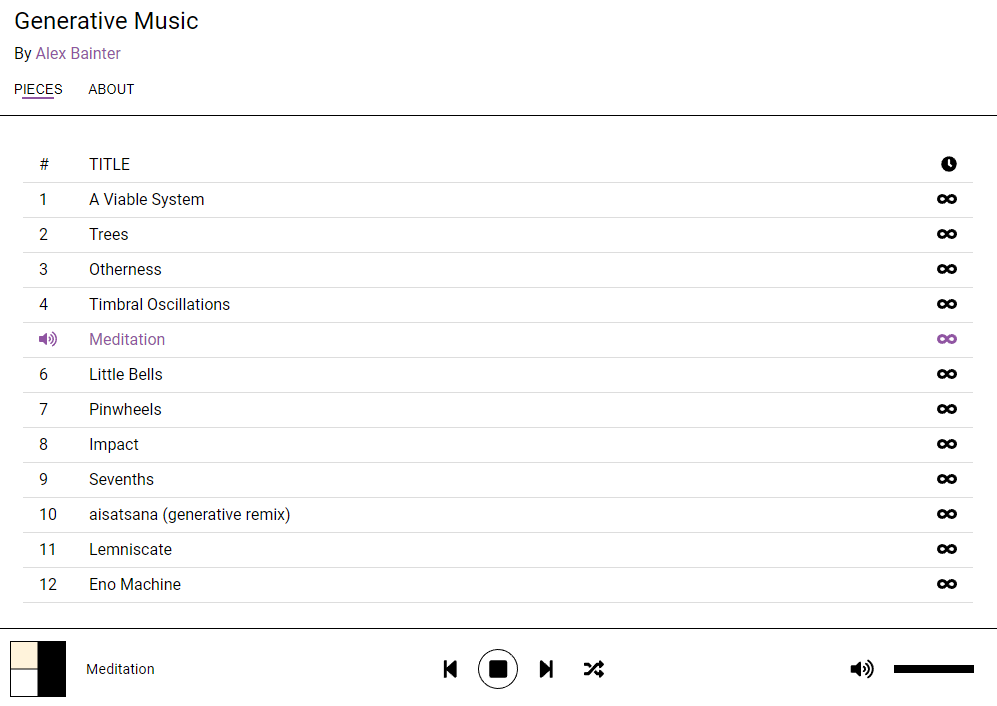 Generative Music
By Alex Bainter
PIECES ABOUT
# TITLE
1 A Viable System
2 Trees
3 Otherness
4 Timbral Oscillations
Meditation
6 Little Bells
7 Pinwheels
8 Impact
9 Sevenths
10 aisatsana (generative remix)
11 Lemniscate
12 Eno Machine
Meditation